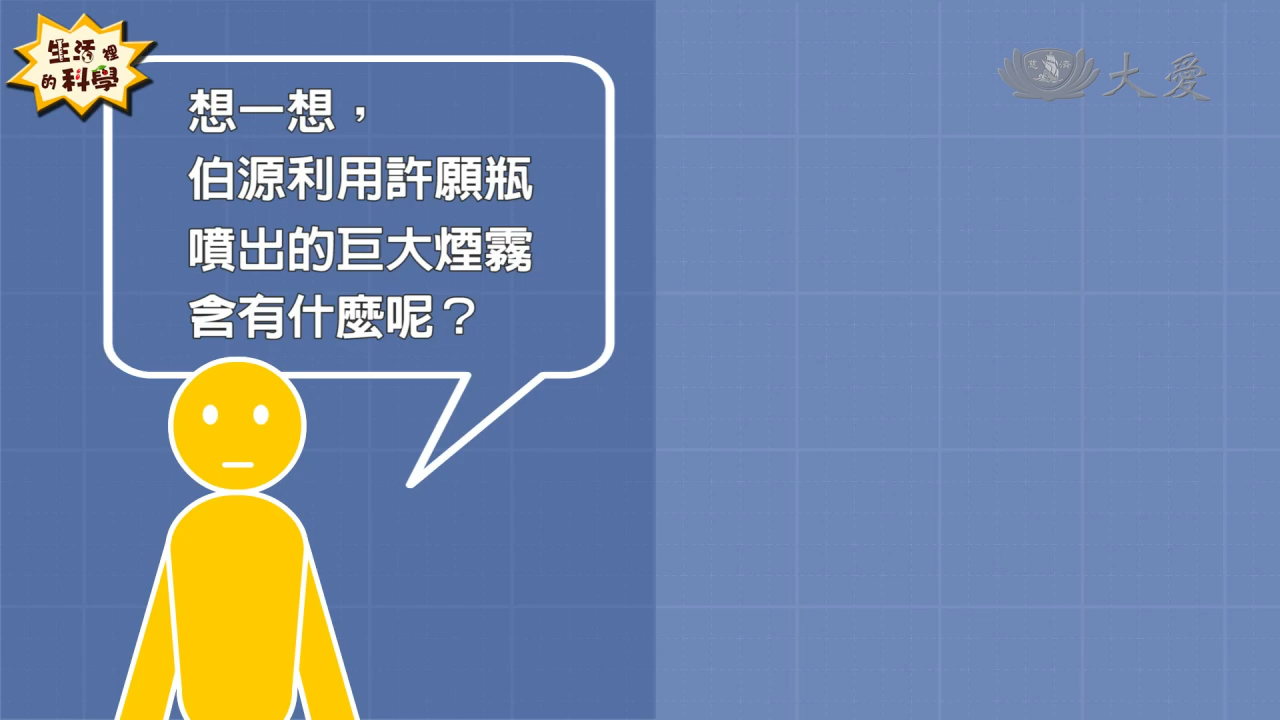 生活裡
的科學
大愛
想一想，
伯源利用許願瓶
噴出的巨大煙霧
含有什麼呢？